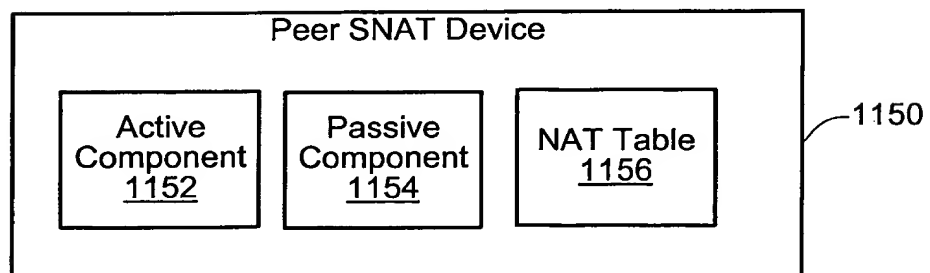 Peer SNAT Device
Active
Component
1152
Passive
Component
1154
NAT Table
1156
1150